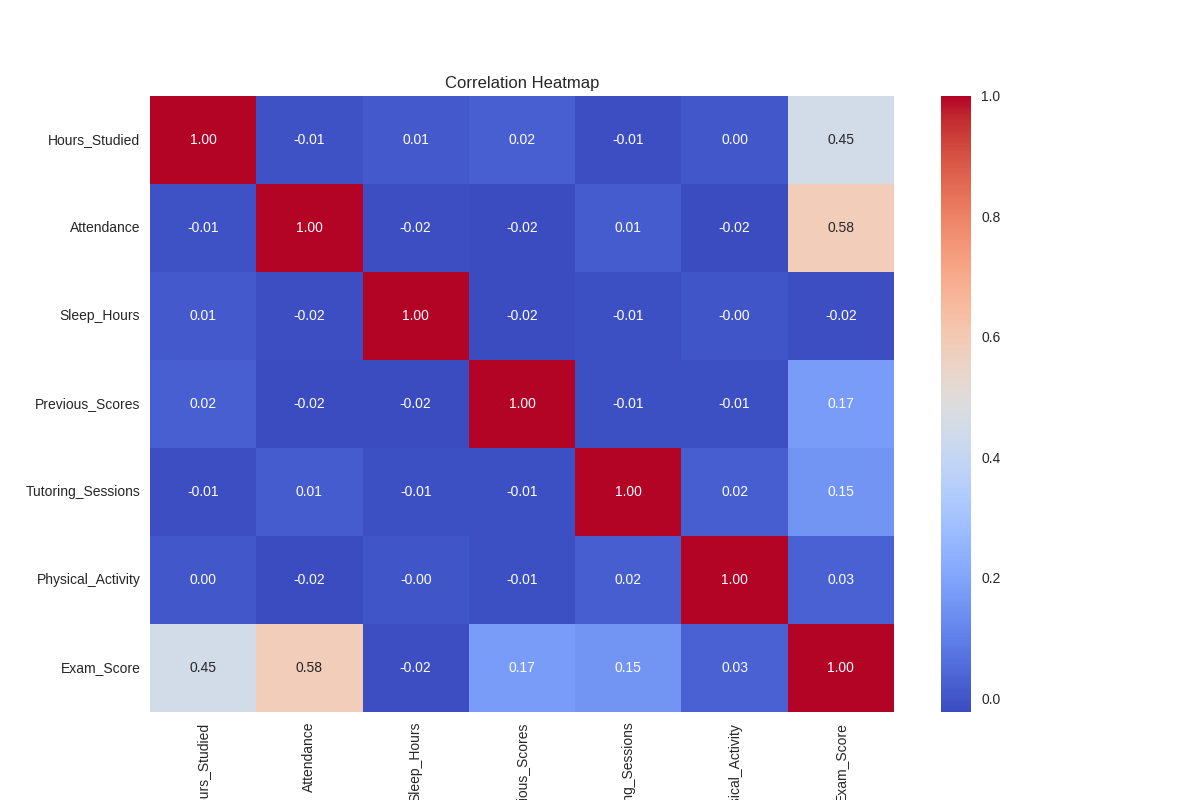 Correlation Heatmap
Hours_Studied 1.00 -0.01 0.01 0.02 -0.01 0.00 0.45
Attendance -0.01 1.00 -0.02 -0.02 0.01 -0.02 0.58
Sleep_Hours 0.01 -0.02 1.00 -0.02 -0.01 -0.00 -0.02
Previous_Scores 0.02 -0.02 -0.02 1.00 -0.01 -0.01 0.17
Tutoring_Sessions -0.01 0.01 -0.01 -0.01 1.00 0.02 0.15
Physical_Activity 0.00 -0.02 -0.00 -0.01 0.02 1.00 0.03
Exam_Score 0.45 0.58 -0.02 0.17 0.15 0.03 1.00
urs_Studied
Attendance
Sleep_Hours
ious_Scores
ng_Sessions
sical_Activity
Exam_Score
1.0
0.8
0.6
0.4
0.2
0.0